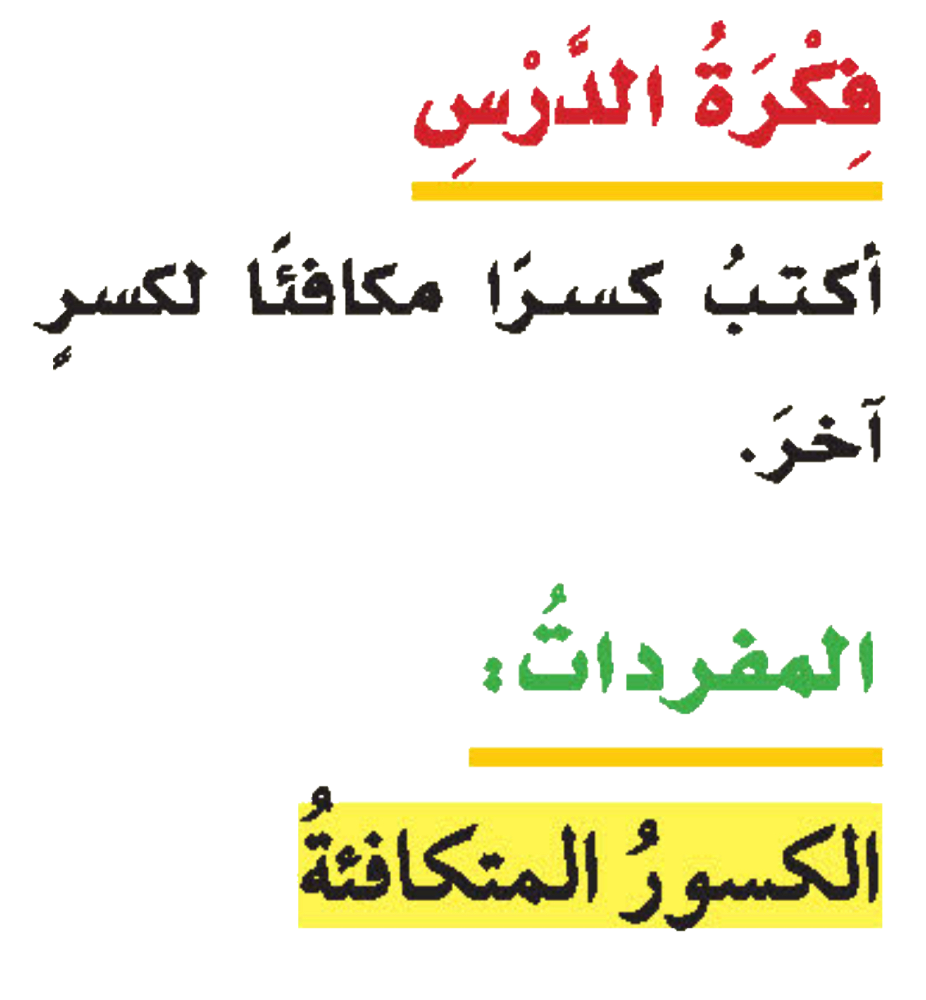 فِكْرَةُ الدَّرْسِ
أكتبُ كسرًا مكافئًا لكسرٍ
آخرَ.
المفرداتُ:
الكسورُ المتكافئةُ